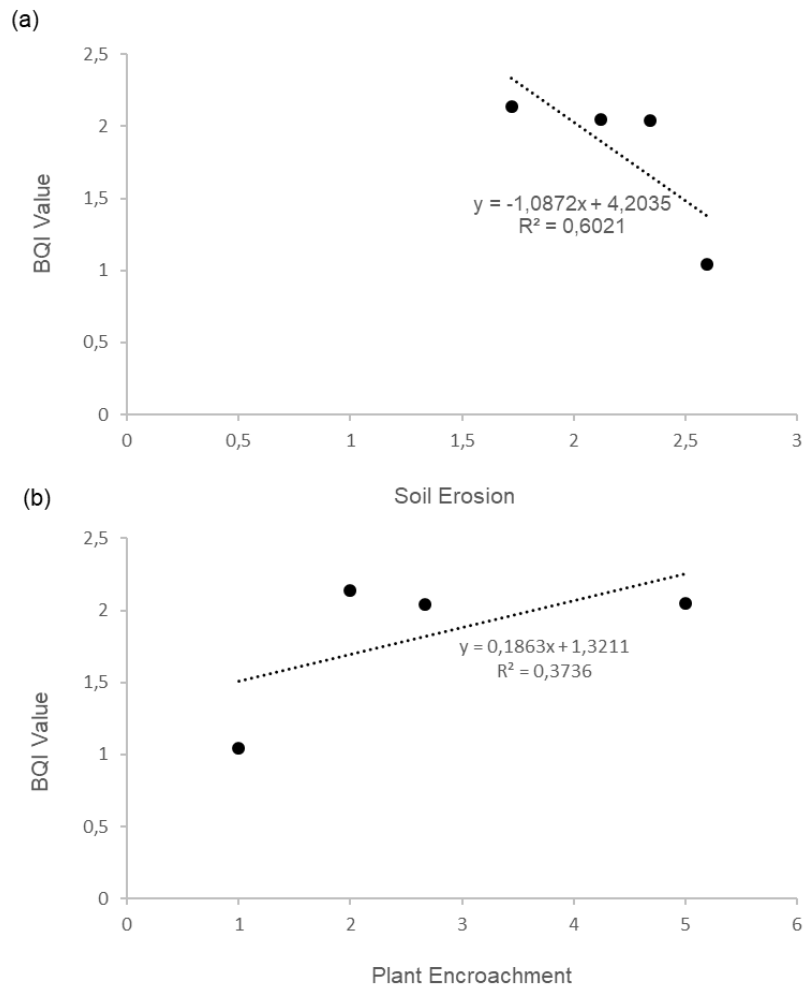 (a)
BQI Value
2,5
2
1,5
1
0,5
0
y = -1,0872x + 4,2035
R² = 0,6021
0 0,5 1 1,5 2 2,5 3
Soil Erosion
(b)
BQI Value
2,5
2
1,5
1
0,5
0
y = 0,1863x + 1,3211
R² = 0,3736
0 1 2 3 4 5 6
Plant Encroachment